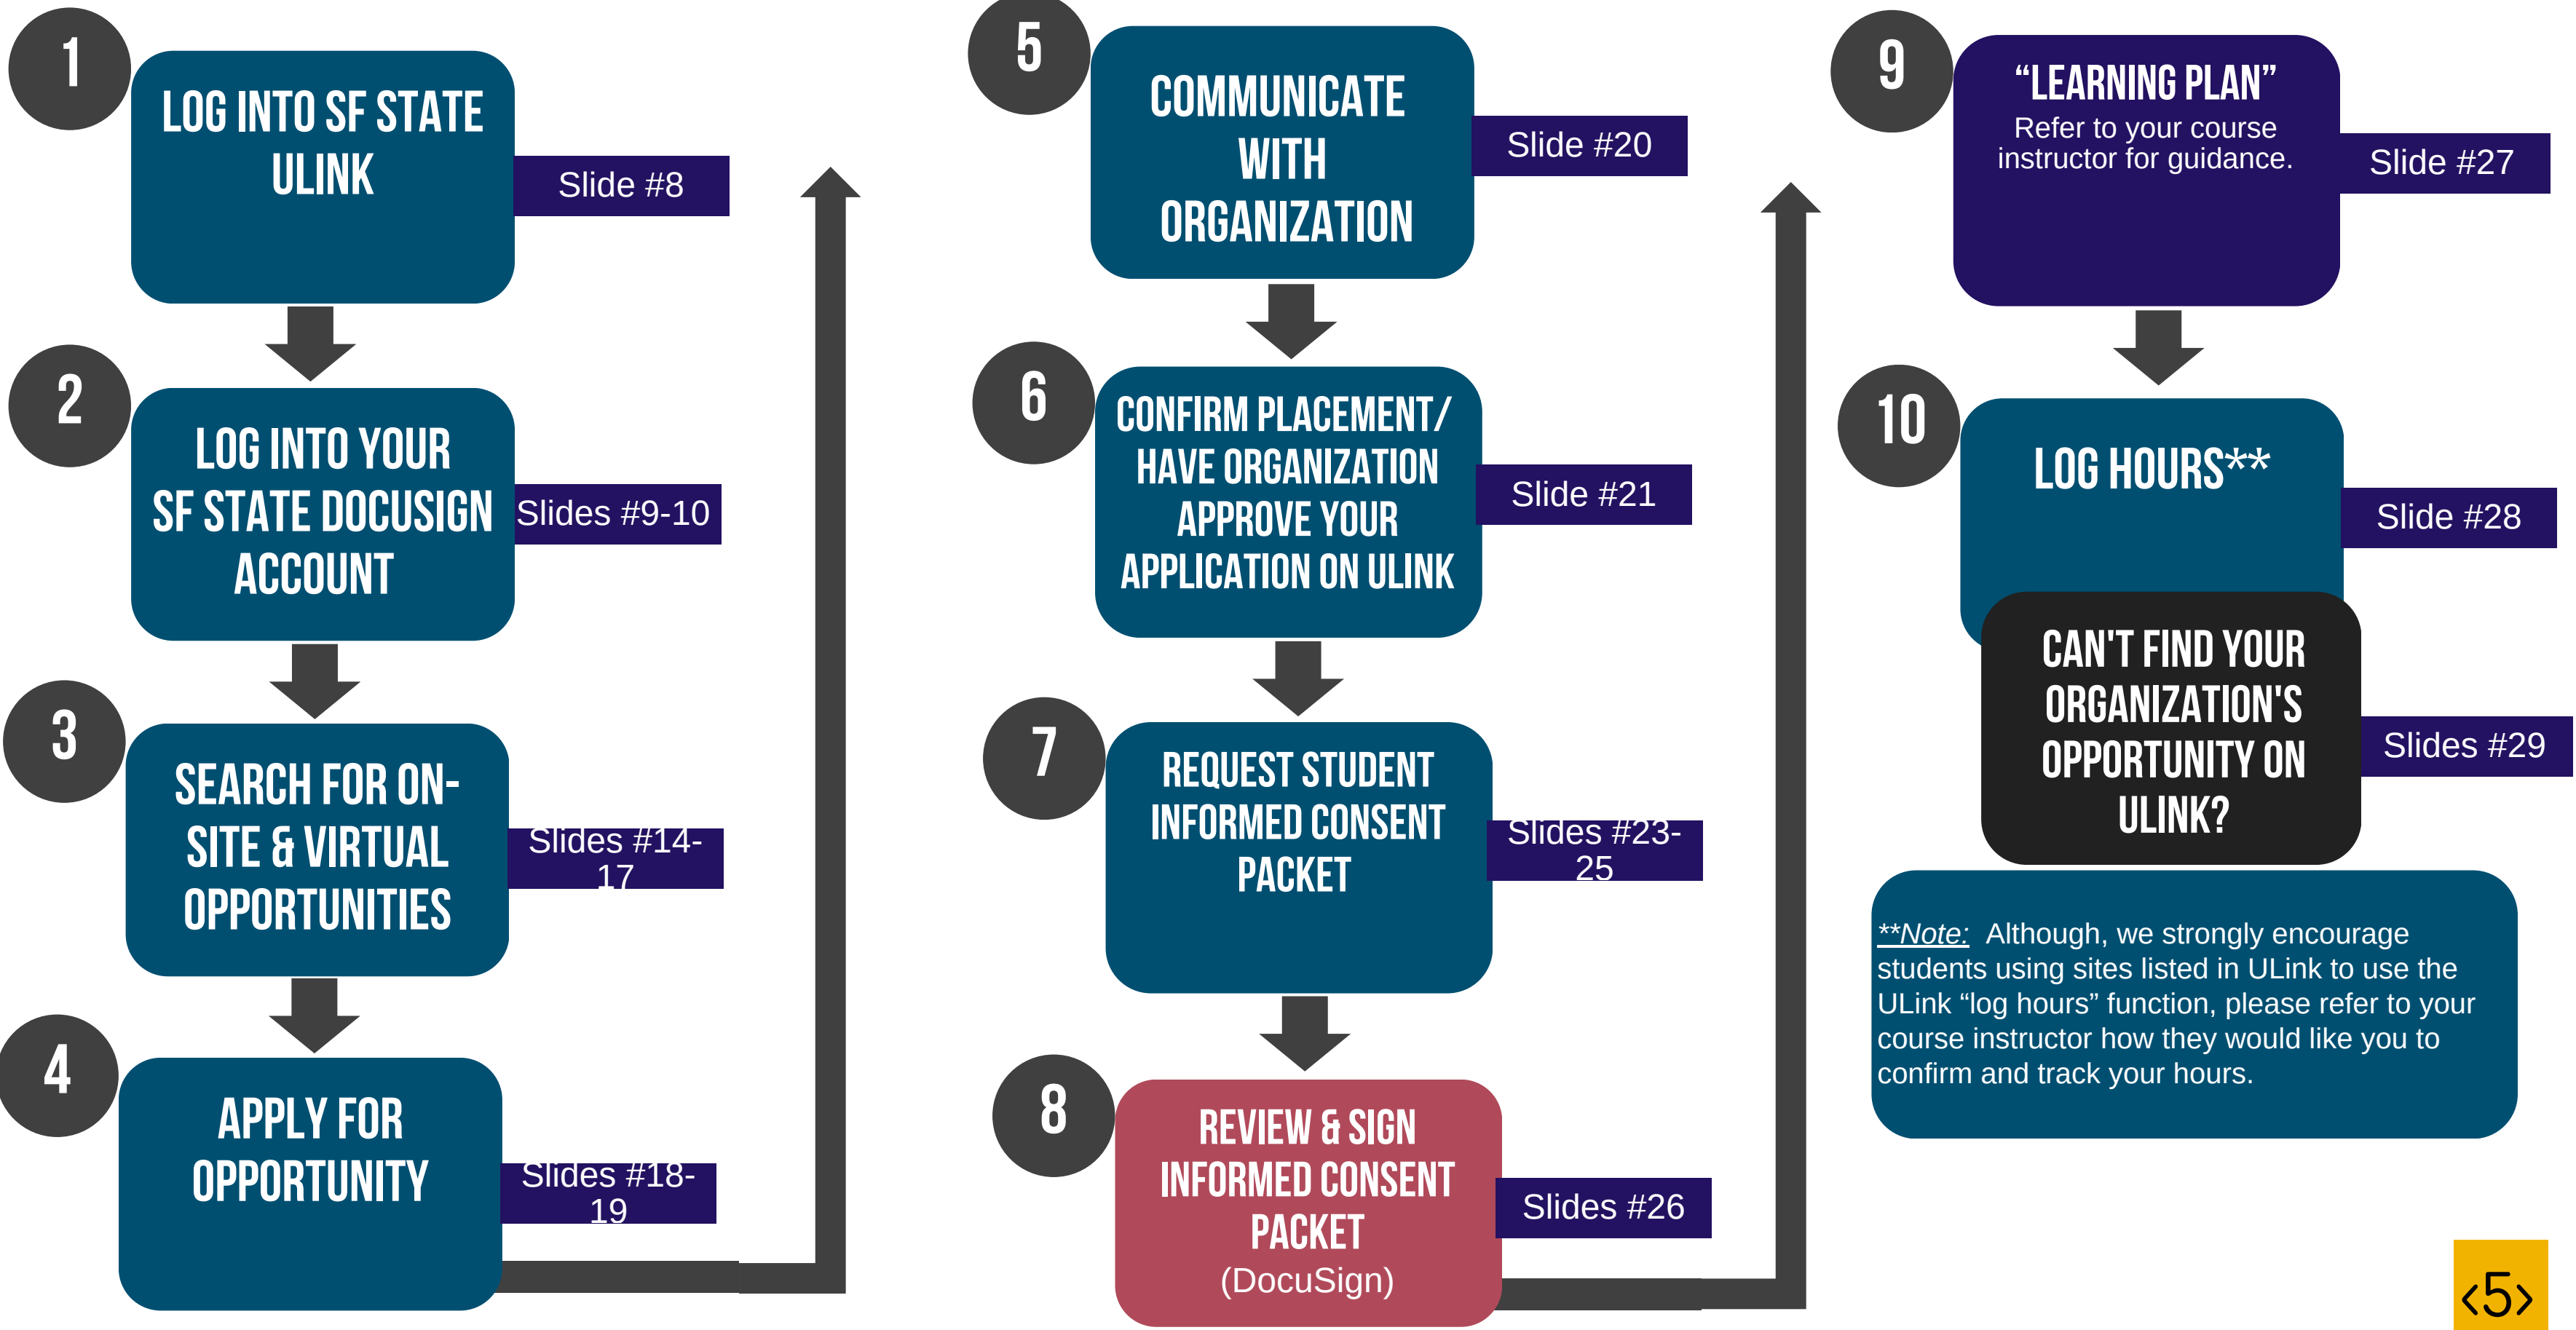 1
LOG INTO SF STATE
ULINK
Slide #8
2
LOG INTO YOUR
SF STATE DOCUSIGN
ACCOUNT
Slides #9-10
3
SEARCH FOR ON-
SITE & VIRTUAL
OPPORTUNITIES
Slides #14-
17
4
APPLY FOR
OPPORTUNITY
Slides #18-
19
5
COMMUNICATE
WITH
ORGANIZATION
Slide #20
6
CONFIRM PLACEMENT/
HAVE ORGANIZATION
APPROVE YOUR
APPLICATION ON ULINK
Slide #21
7
REQUEST STUDENT
INFORMED CONSENT
PACKET
Slides #23-
25
8
REVIEW & SIGN
INFORMED CONSENT
PACKET
(DocuSign)
Slides #26
9
“LEARNING PLAN”
Refer to your course
instructor for guidance.
Slide #27
10
LOG HOURS**
Slide #28
CAN'T FIND YOUR
ORGANIZATION'S
OPPORTUNITY ON
ULINK?
Slides #29
**Note: Although, we strongly encourage
students using sites listed in ULink to use the
ULink “log hours” function, please refer to your
course instructor how they would like you to
confirm and track your hours.
‹5›